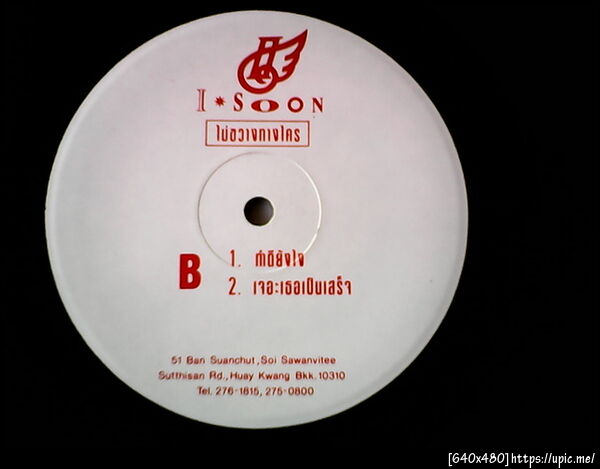 I*SOON
ไม่ขวางทางใคร
B
1. ทำดียังไง
2. เจอะเธอเป็นเสร็จ
51 Ban Suanchut, Soi Sawanvitee
Sutthisan Rd., Huay Kwang Bkk. 10310
Tel. 276-1815, 275-0800
[640x480]https://upic.me/